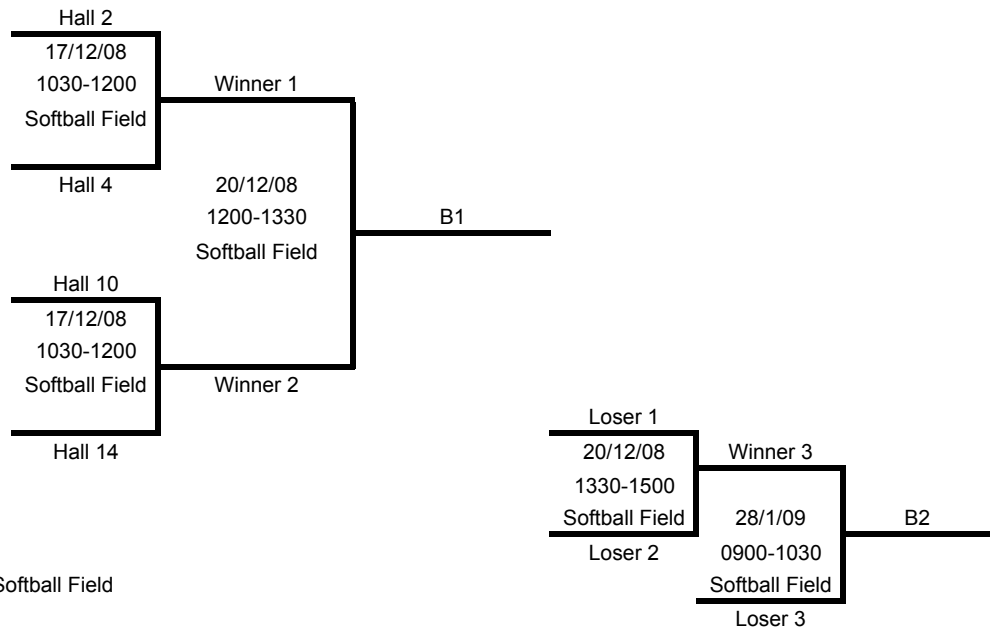 Hall 2
17/12/08
1030-1200
Softball Field
Winner 1
Hall 4
20/12/08
1200-1330
Softball Field
B1
Hall 10
17/12/08
1030-1200
Softball Field
Winner 2
Hall 14
Loser 1
20/12/08
1330-1500
Softball Field
Loser 2
Winner 3
28/1/09
0900-1030
Softball Field
Loser 3
B2
Softball Field